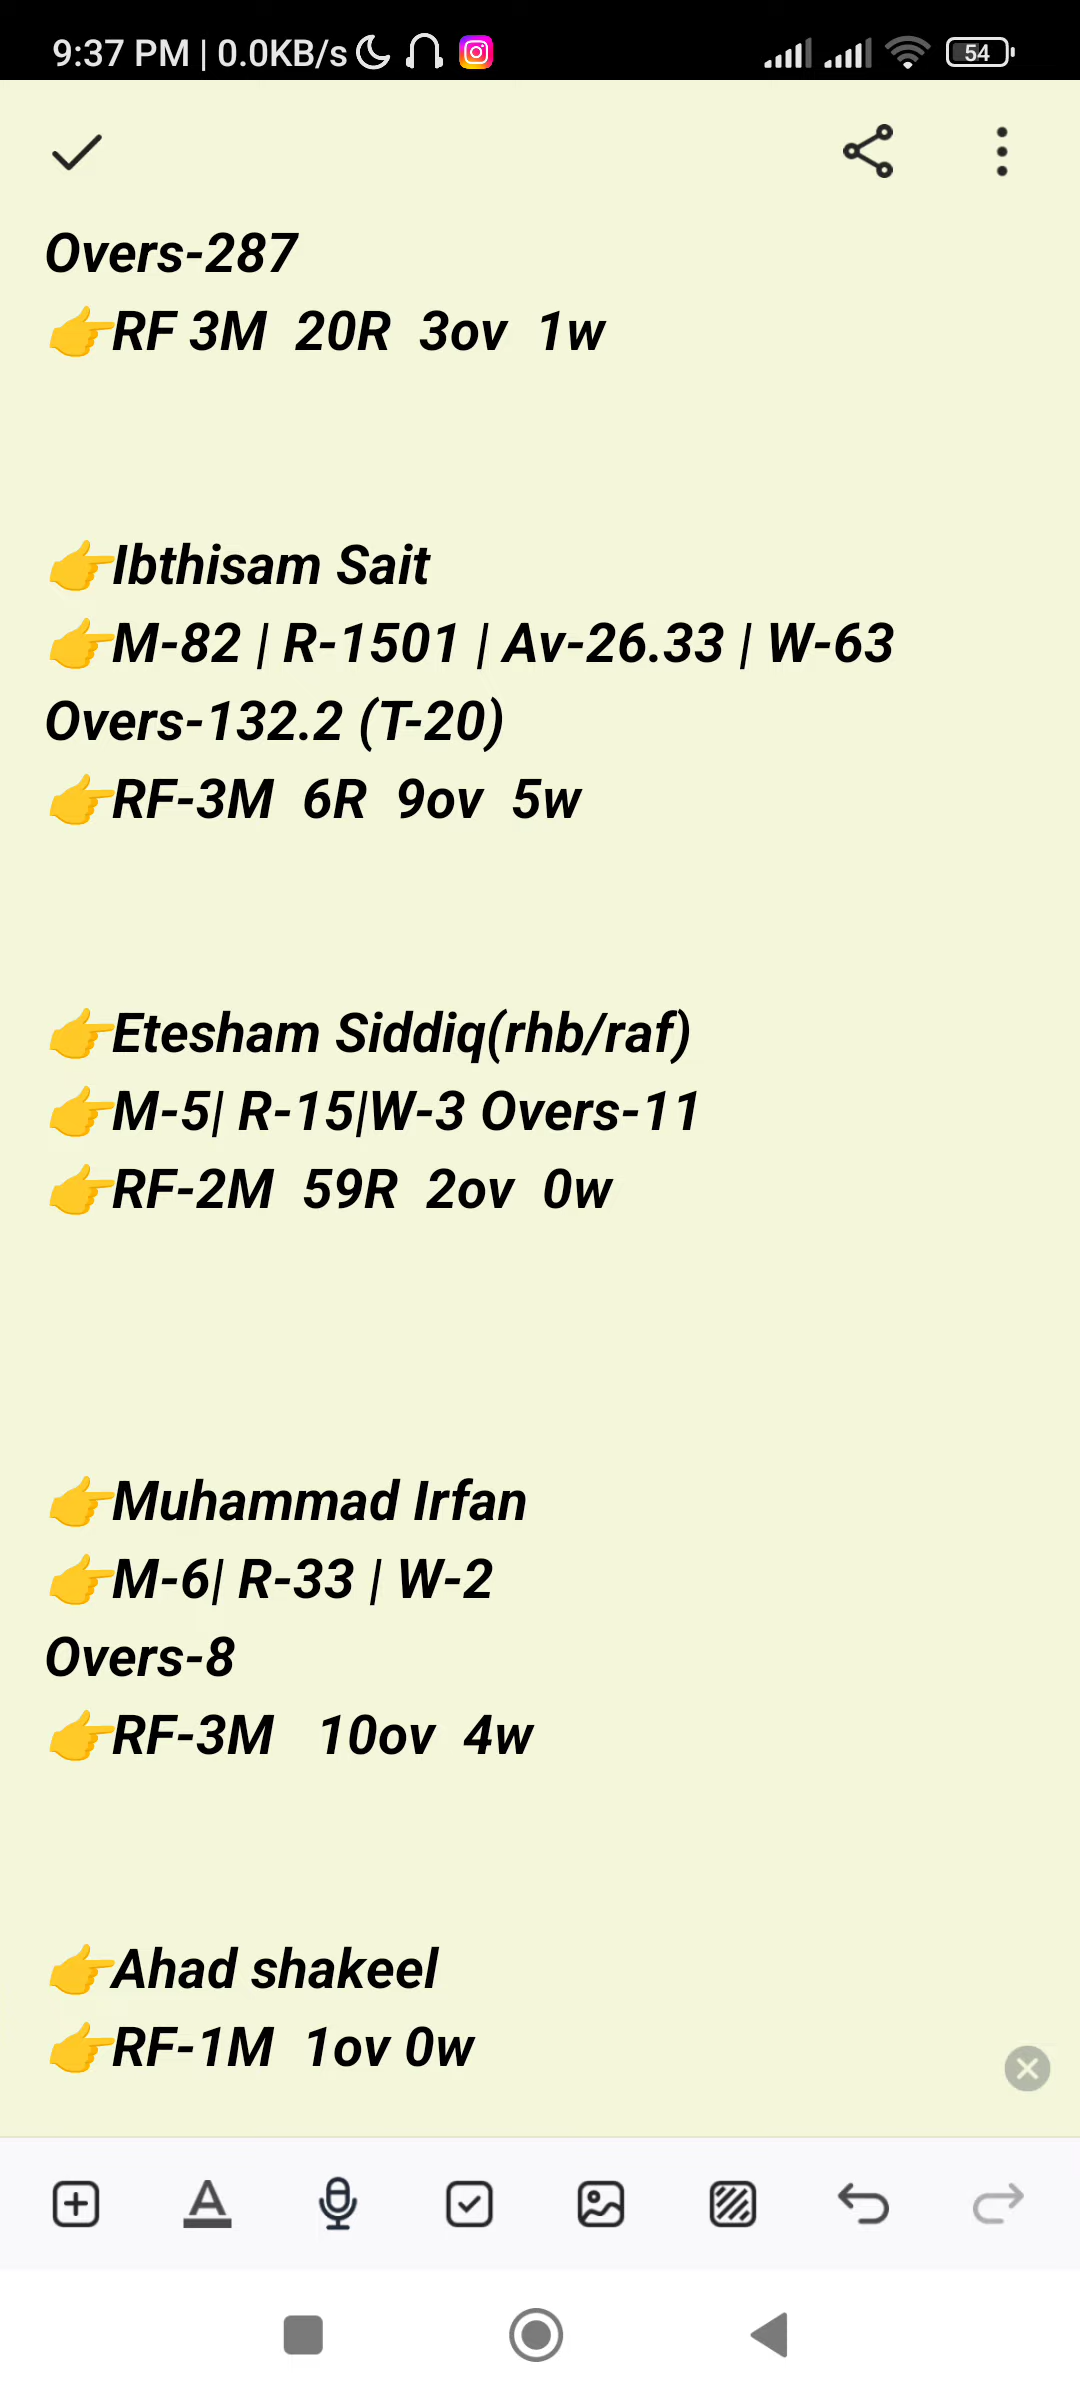 9:37 PM | 0.0KB/s 54
Overs-287
👉RF 3M 20R 3ov 1w
👉Ibthisam Sait
👉M-82 | R-1501 | Av-26.33 | W-63
Overs-132.2 (T-20)
👉RF-3M 6R 9ov 5w
👉Etesham Siddiq(rhb/raf)
👉M-5| R-15|W-3 Overs-11
👉RF-2M 59R 2ov 0w
👉Muhammad Irfan
👉M-6| R-33 | W-2
Overs-8
👉RF-3M 10ov 4w
👉Ahad shakeel
👉RF-1M 1ov 0w